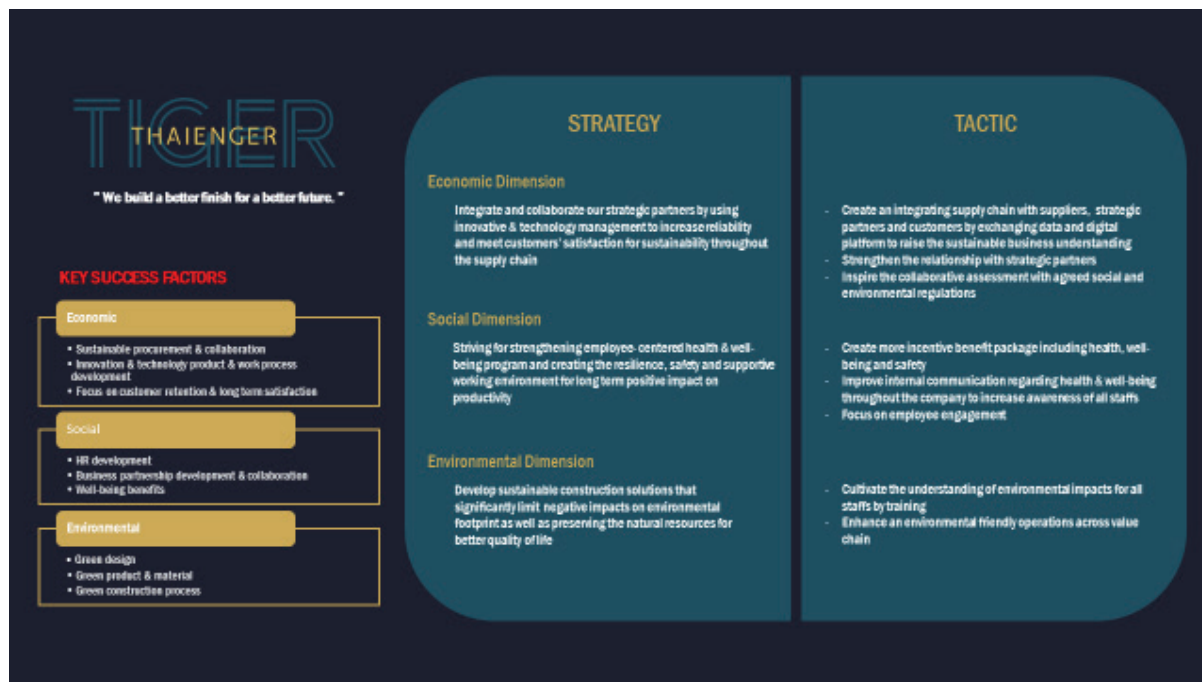 TIGER
THAIENGER
" We build a better finish for a better future. "
KEY SUCCESS FACTORS
Economic
• Sustainable procurement & collaboration
• Innovation & technology product & work process
development
• Focus on customer retention & long term satisfaction
Social
• HR development
• Business partnership development & collaboration
• Well-being benefits
Environmental
• Green design
• Green product & material
• Green construction process
STRATEGY
Economic Dimension
Integrate and collaborate our strategic partners by using
innovative & technology management to increase reliability
and meet customers' satisfaction for sustainability throughout
the supply chain
Social Dimension
Striving for strengthening employee- centered health & well-
being program and creating the resilience, safety and supportive
working environment for long term positive impact on
productivity
Environmental Dimension
Develop sustainable construction solutions that
significantly limit negative impacts on environmental
footprint as well as preserving the natural resources for
better quality of life
TACTIC
- Create an integrating supply chain with suppliers, strategic
partners and customers by exchanging data and digital
platform to raise the sustainable business understanding
- Strengthen the relationship with strategic partners
- Inspire the collaborative assessment with agreed social and
environmental regulations
- Create more incentive benefit package including health, well-
being and safety
- Improve internal communication regarding health & well-being
throughout the company to increase awareness of all staffs
- Focus on employee engagement
- Cultivate the understanding of environmental impacts for all
staffs by training
- Enhance an environmental friendly operations across value
chain